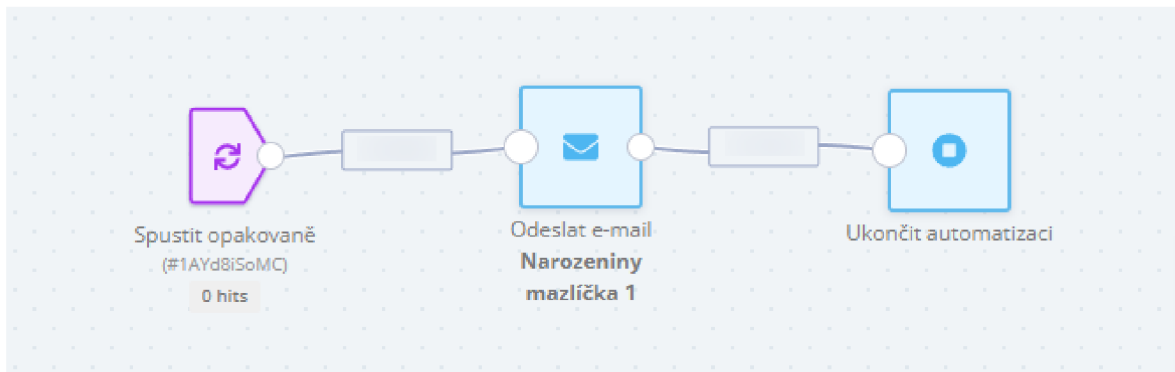 Spustit opakovaně
(#1AYd8iSoMC)
0 hits
Odeslat e-mail
Narozeniny
mazlíčka 1
Ukončit automatizaci